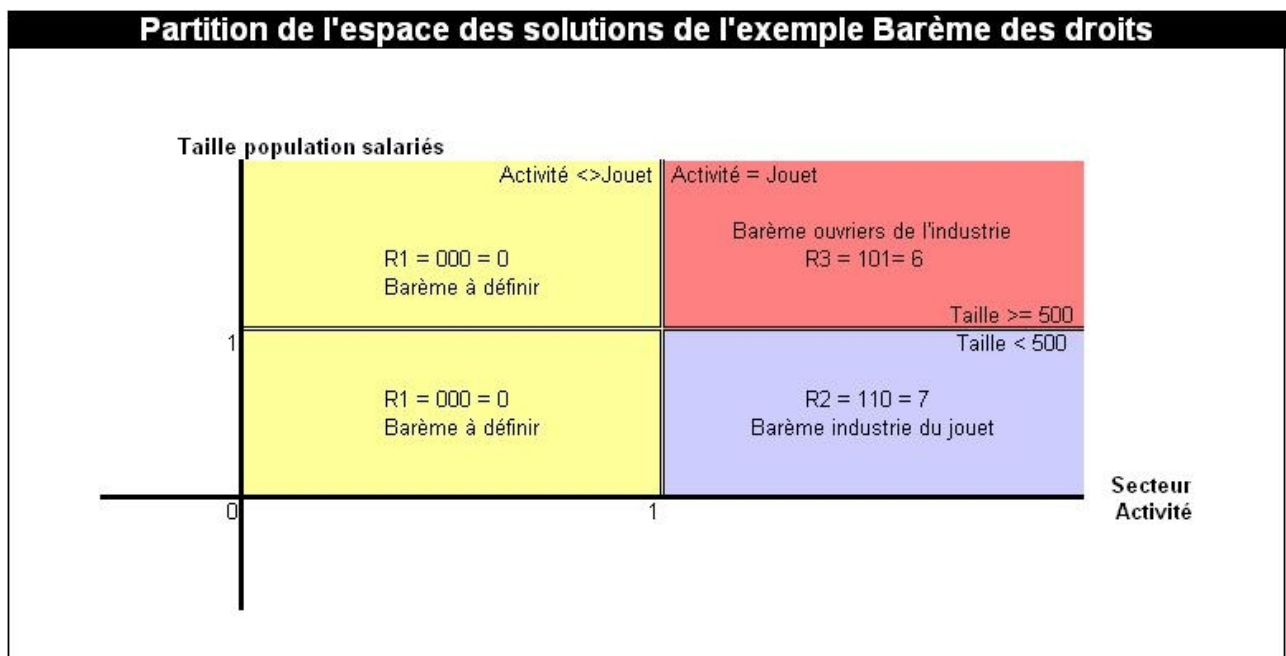 Partition de l'espace des solutions de l'exemple Barème des droits
Taille population salariés
Activité <>Jouet
Activité = Jouet
Barème ouvriers de l'industrie
R1 = 000 = 0
R3 = 101= 6
Barème à définir
Taille >= 500
1
Taille < 500
R1 = 000 = 0
R2 = 110 = 7
Barème à définir
Barème industrie du jouet
Secteur
0
1
Activité